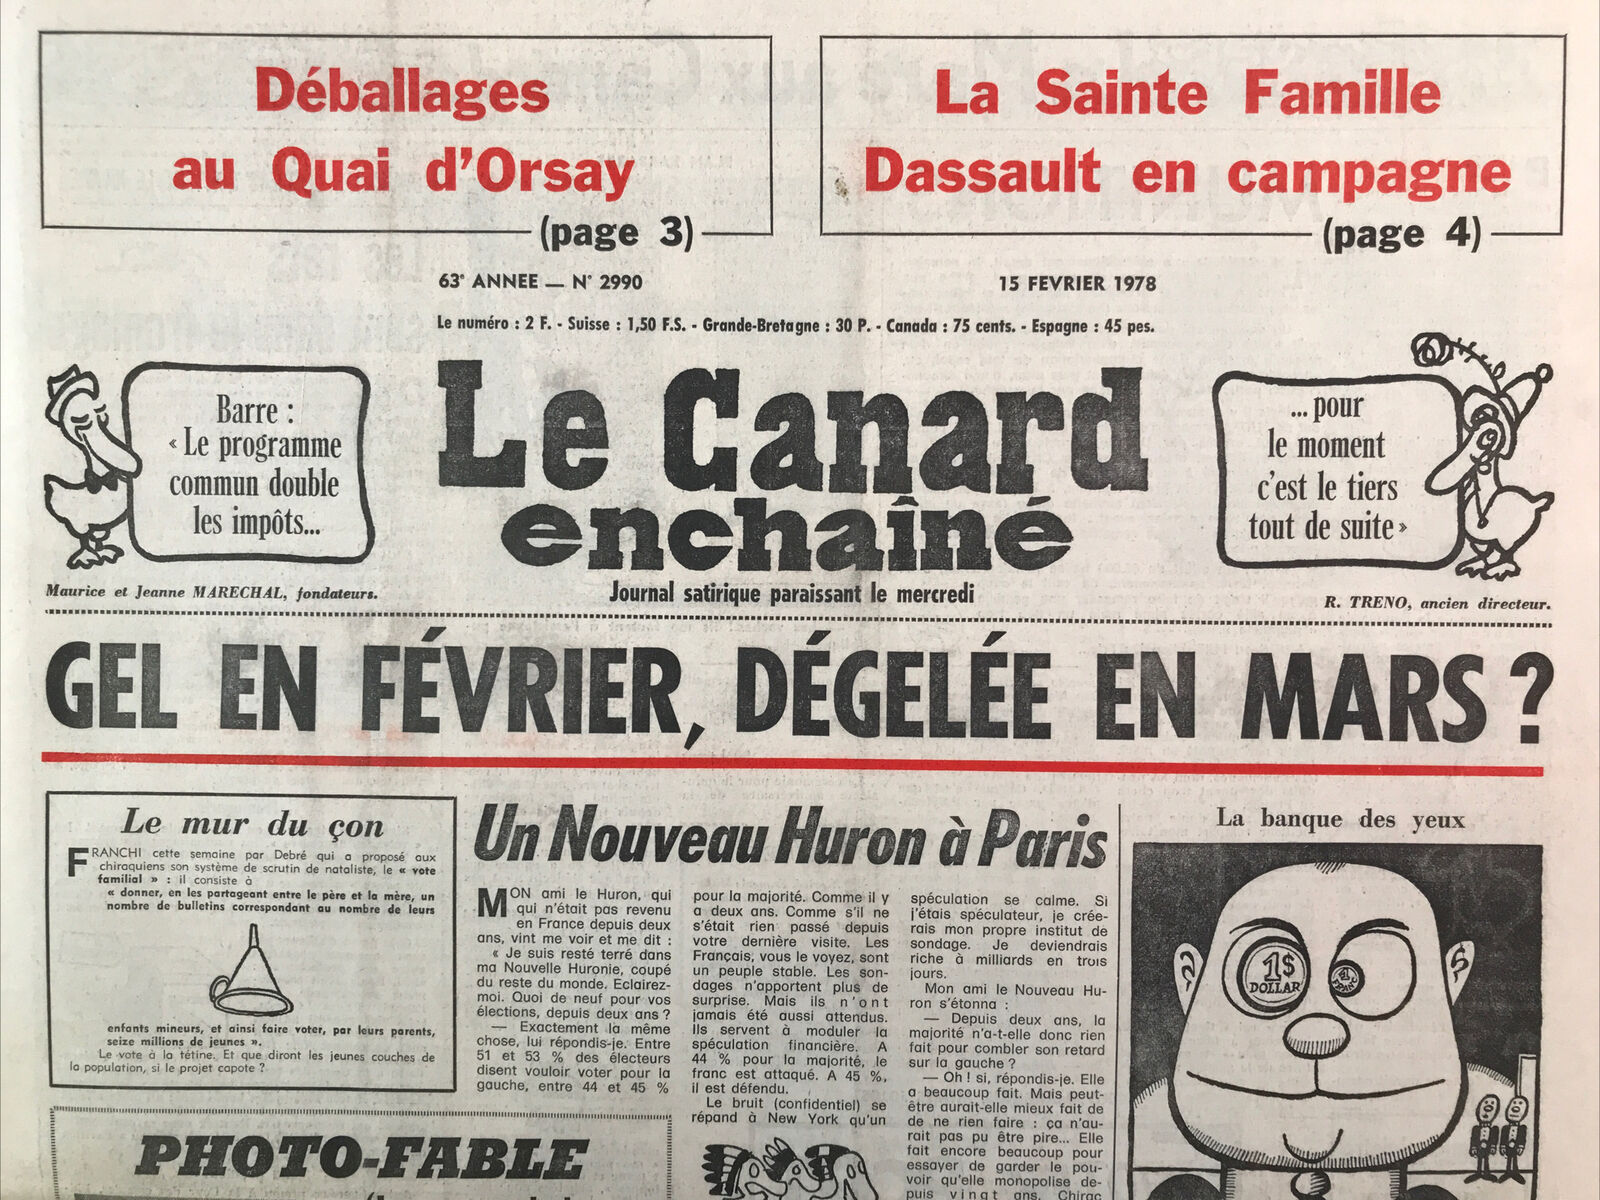 Déballages
au Quai d'Orsay
(page 3)
La Sainte Famille
Dassault en campagne
(page 4)
63e ANNEE — N° 2990
15 FEVRIER 1978
Le numéro : 2 F. - Suisse : 1,50 F.S. - Grande-Bretagne : 30 P. - Canada : 75 cents. - Espagne : 45 pes.
Barre :
« Le programme
commun double
les impôts...
Le Canard
enchaîné
...pour
le moment
c'est le tiers
tout de suite »
Maurice et Jeanne MARECHAL, fondateurs.
Journal satirique paraissant le mercredi
R. TRENO, ancien directeur.
GEL EN FÉVRIER, DÉGELÉE EN MARS ?
Le mur du çon
FRANCHI cette semaine par Debré qui a proposé aux
chiraquiens son système de scrutin de nataliste, le « vote
familial » : il consiste à
« donner, en les partageant entre le père et la mère, un
nombre de bulletins correspondant au nombre de leurs
enfants mineurs, et ainsi faire voter, par leurs parents,
seize millions de jeunes ».
Le vote à la tétine. Et que diront les jeunes couches de
la population, si le projet capote ?
PHOTO-FABLE
Un Nouveau Huron à Paris
MON ami le Huron, qui
qui n'était pas revenu
en France depuis deux
ans, vint me voir et me dit :
« Je suis resté terré dans
ma Nouvelle Huronie, coupé
du reste du monde. Eclairez-
moi. Quoi de neuf pour vos
élections, depuis deux ans ?
— Exactement la même
chose, lui répondis-je. Entre
51 et 53 % des électeurs
disent vouloir voter pour la
gauche, entre 44 et 45 %
pour la majorité. Comme il y
a deux ans. Comme s'il ne
s'était rien passé depuis
votre dernière visite. Les
Français, vous le voyez, sont
un peuple stable. Les son-
dages n'apportent plus de
surprise. Mais ils n'ont
jamais été aussi attendus.
Ils servent à moduler la
spéculation financière. A
44 % pour la majorité, le
franc est attaqué. A 45 %,
il est défendu.
Le bruit (confidentiel) se
répand à New York qu'un
spéculation se calme. Si
j'étais spéculateur, je crée-
rais mon propre institut de
sondage. Je deviendrais
riche à milliards en trois
jours.
Mon ami le Nouveau Hu-
ron s'étonna :
— Depuis deux ans, la
majorité n'a-t-elle donc rien
fait pour combler son retard
sur la gauche ?
— Oh ! si, répondis-je. Elle
a beaucoup fait. Mais peut-
être aurait-elle mieux fait de
de ne rien faire : ça n'au-
rait pas pu être pire... Elle
fait encore beaucoup pour
essayer de garder le pou-
voir qu'elle monopolise de-
puis vingt ans. Chirac
La banque des yeux
1$
DOLLAR
1
FRANC